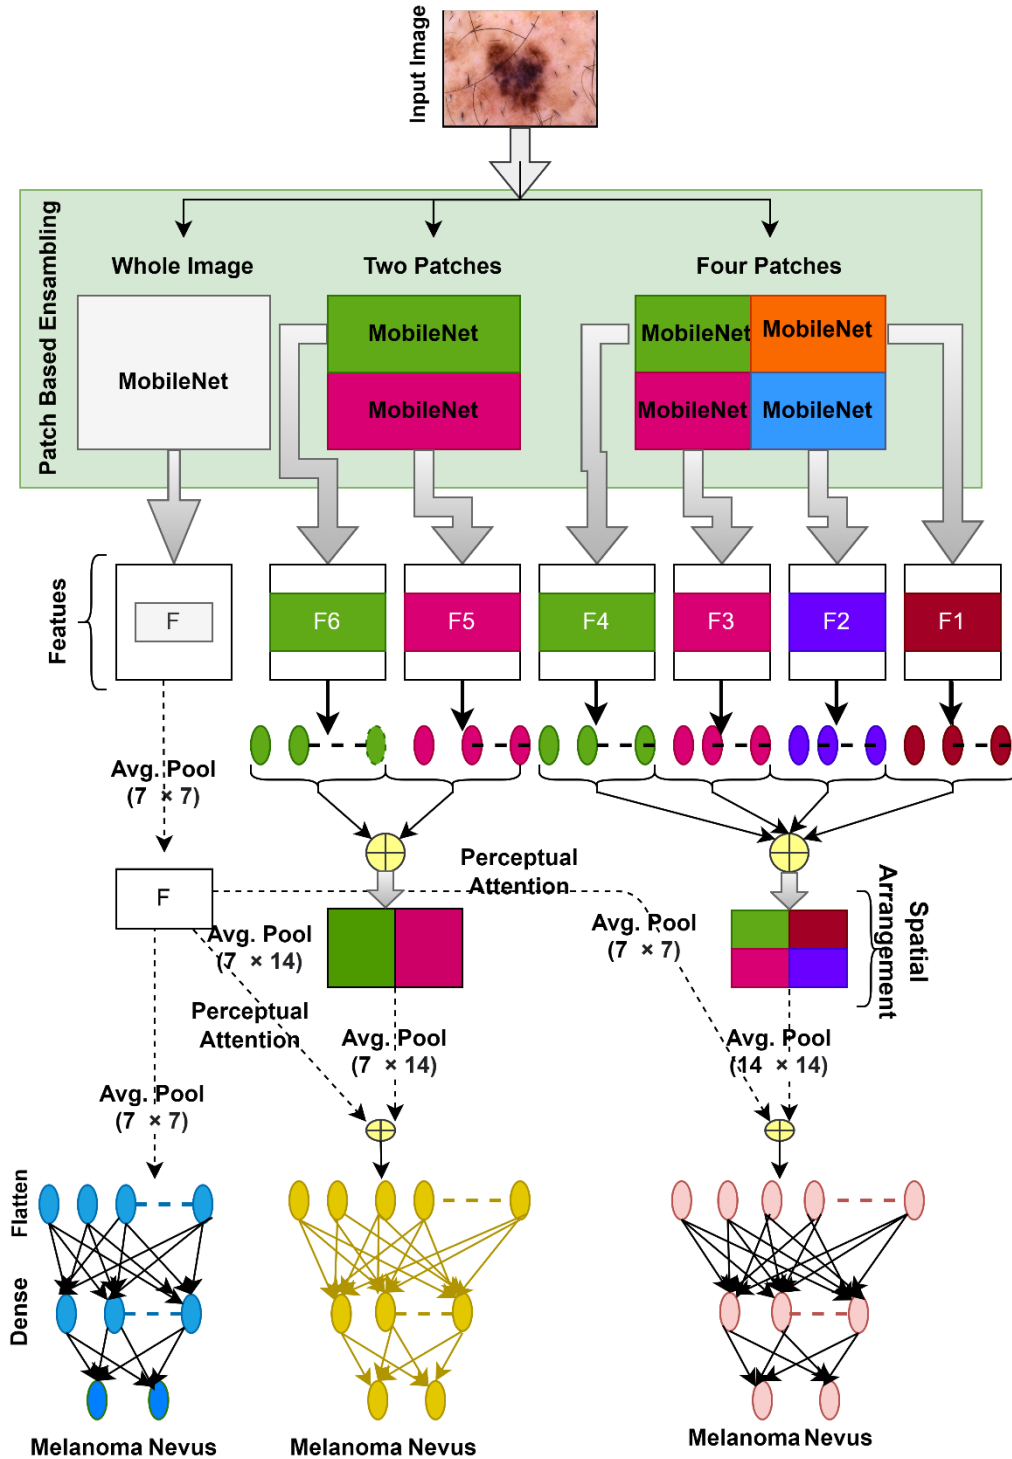 Input Image
Patch Based Ensambling
Whole Image
Two Patches
Four Patches
MobileNet
MobileNet
MobileNet
MobileNet
MobileNet
MobileNet
MobileNet
Featues
F
F6
F5
F4
F3
F2
F1
Avg. Pool
(7 × 7)
Perceptual
Attention
F
Avg. Pool
(7 × 14)
Avg. Pool
(7 × 7)
Spatial
Arrangement
Perceptual
Attention
Avg. Pool
(7 × 14)
Avg. Pool
(14 × 14)
Avg. Pool
(7 × 7)
Flatten
Dense
Melanoma Nevus
Melanoma Nevus
Melanoma Nevus